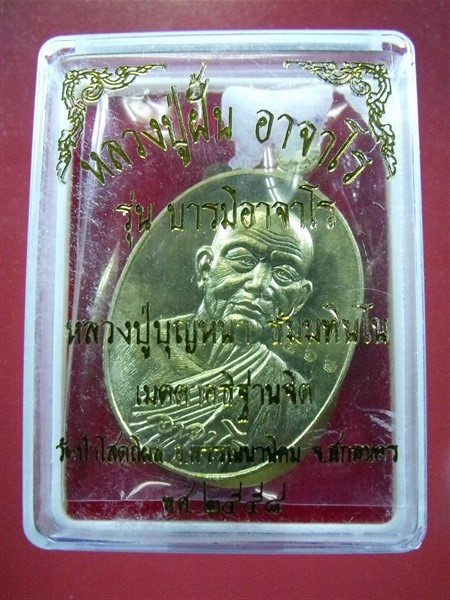 หลวงปู่ฝั้น อาจาโร
รุ่น บารมีอาจาโร
หลวงปู่บุญหนา ธัมมทินโน
เมตตาอธิฐานจิต
วัดป่าโสตถิผล อ.พรรณนานิคม จ.สกลนคร
พ.ศ. ๒๕๕๘